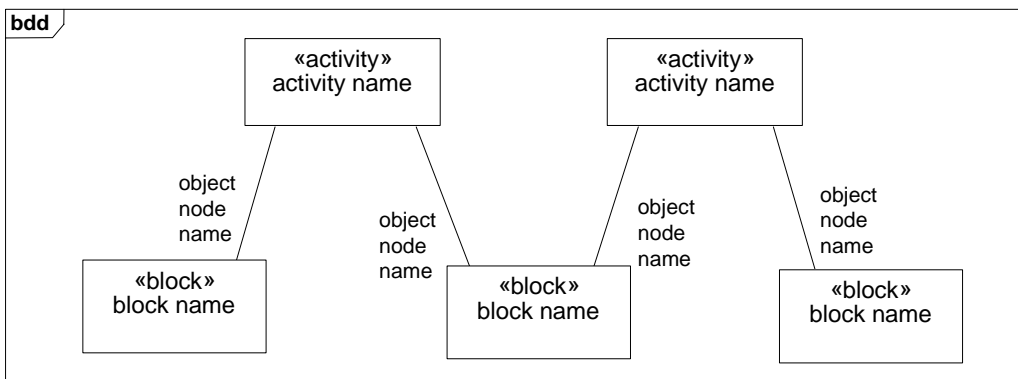 bdd
«activity»
activity name
«activity»
activity name
object
node
name
object
node
name
object
node
name
object
node
name
«block»
block name
«block»
block name
«block»
block name